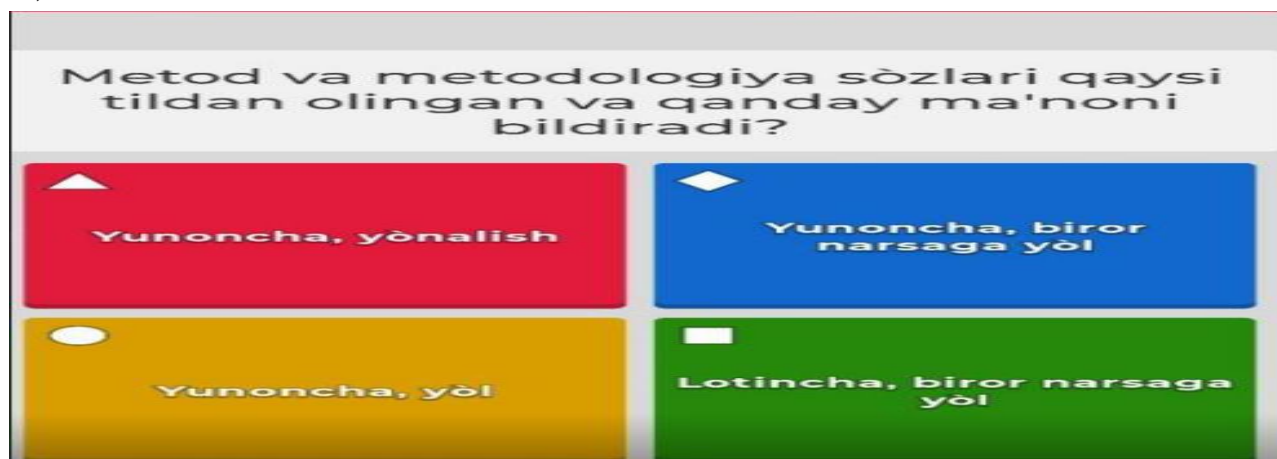 Metod va metodologiya sòzlari qaysi
tildan olingan va qanday ma'noni
bildiradi?
Yunoncha, yònalish
Yunoncha, biror
narsaga yòl
Yunoncha, yòl
Lotincha, biror narsaga
yòl